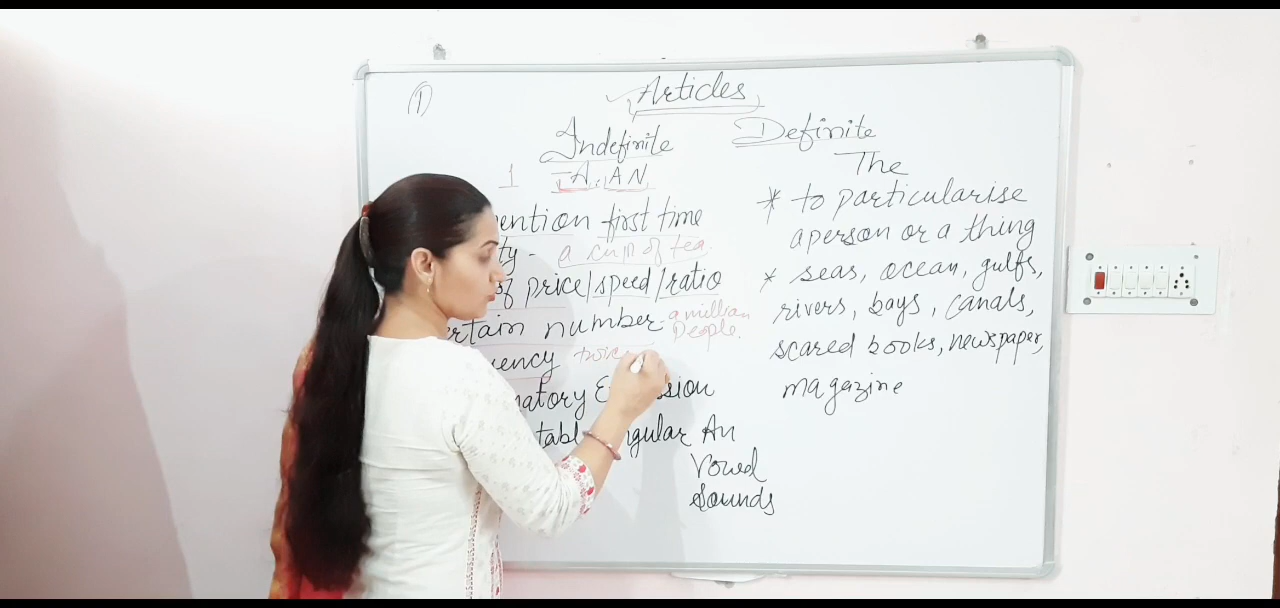 1
Articles
Indefinite
1 A, AN
ention first time
ty - a cup of tea.
of price/speed/ratio
rtain number - a million People.
uency twice
natory E sion
tabl ngular An
Vowel
Sounds
Definite
The
* to particularise
a person or a thing
* seas, ocean, gulfs,
rivers, bays, canals,
scared books, newspaper,
magazine